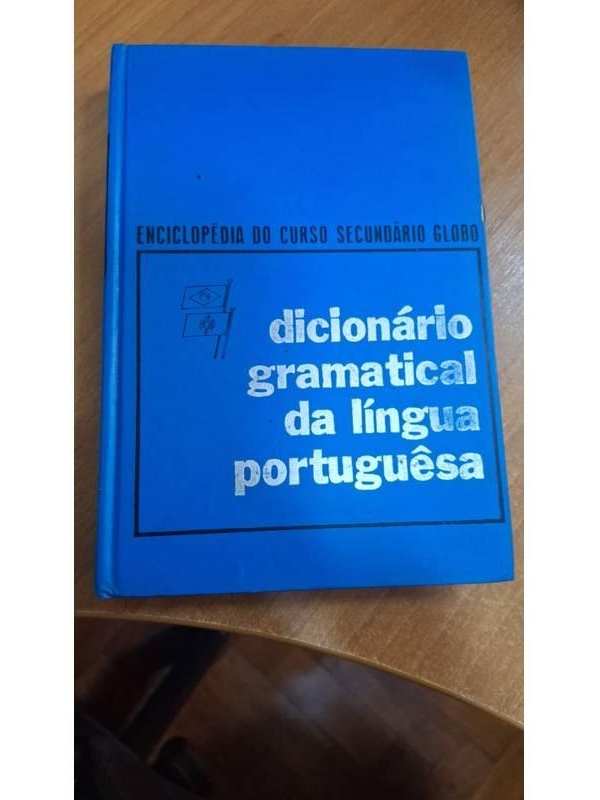 ENCICLOPÉDIA DO CURSO SECUNDÁRIO GLOBO
dicionário
gramatical
da língua
portuguêsa